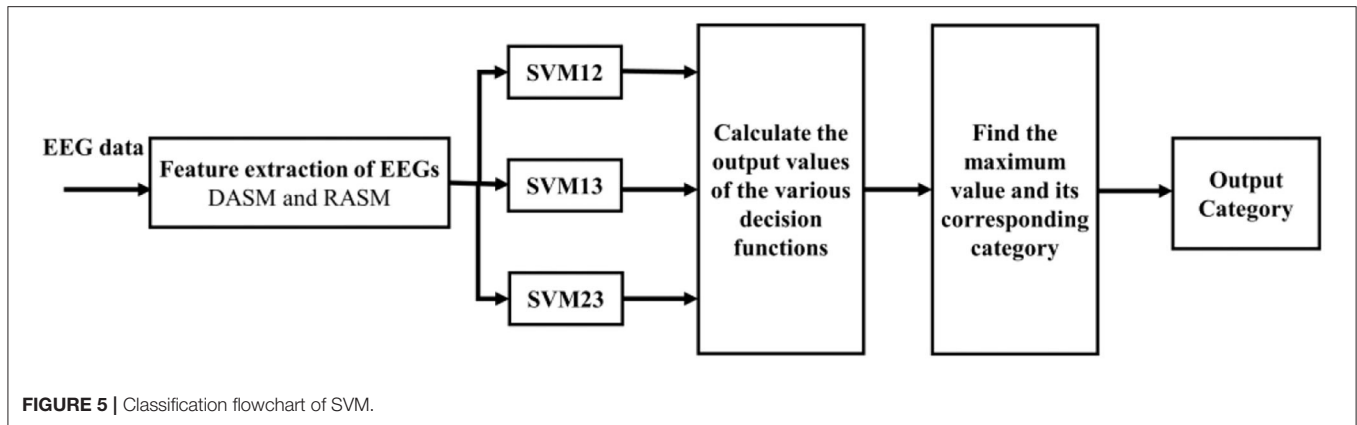 EEG data
Feature extraction of EEGs
DASM and RASM
SVM12
SVM13
SVM23
Calculate the
output values
of the various
decision
functions
Find the
maximum
value and its
corresponding
category
Output
Category
FIGURE 5 | Classification flowchart of SVM.